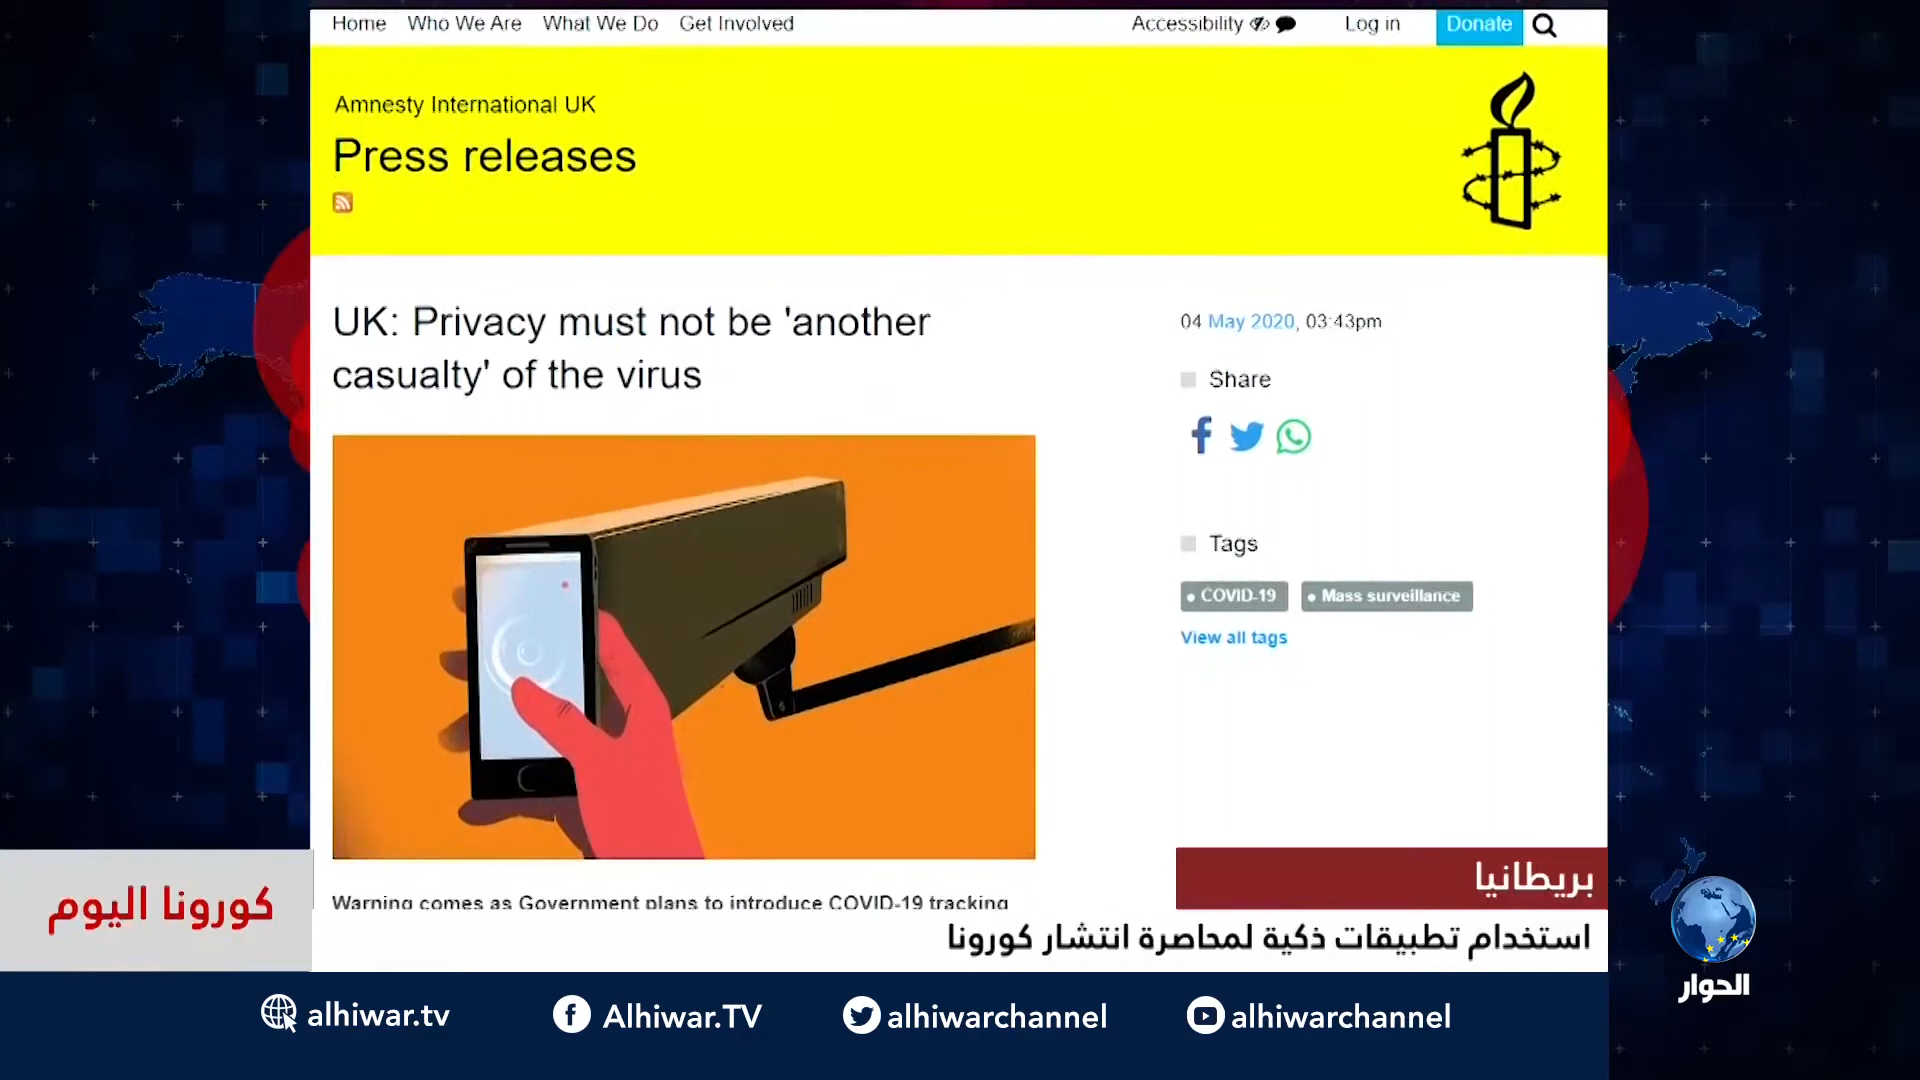 Home Who We Are What We Do Get Involved Accessibility Log in Donate
Amnesty International UK
Press releases
UK: Privacy must not be 'another
casualty' of the virus
04 May 2020, 03:43pm
Share
Tags
COVID-19 Mass surveillance
View all tags
Warning comes as Government plans to introduce COVID-19 tracking
بريطانيا
كورونا اليوم
استخدام تطبيقات ذكية لمحاصرة انتشار كورونا
الحوار
alhiwar.tv Alhiwar.TV alhiwarchannel alhiwarchannel